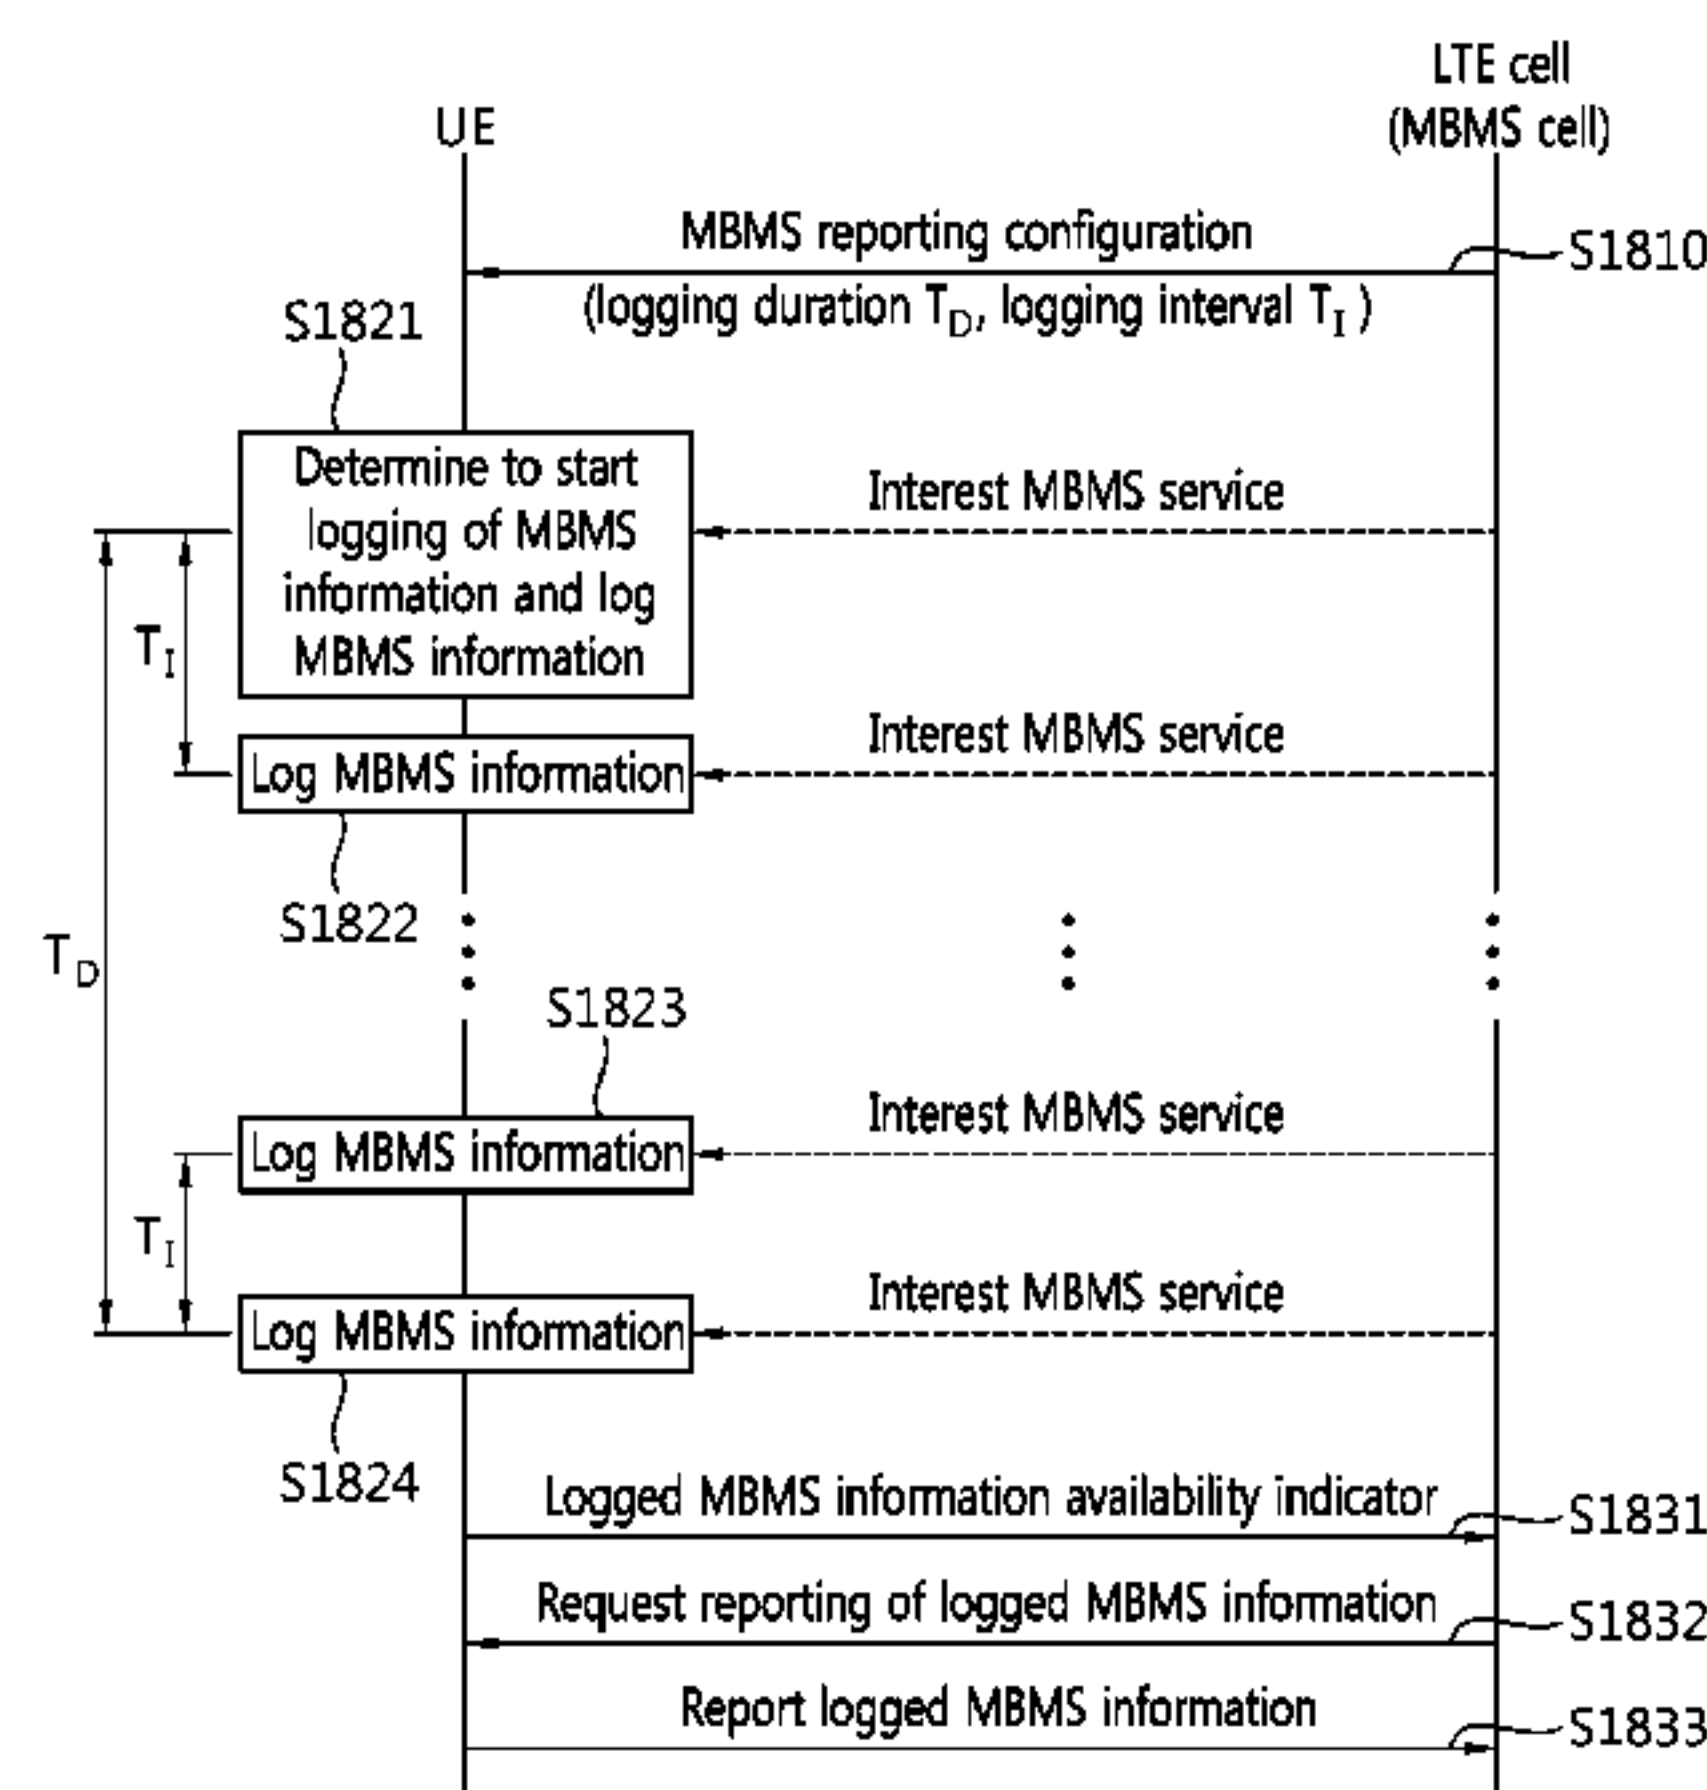 LTE cell
(MBMS cell)
UE
MBMS reporting configuration
S1810
(logging duration T_D, logging interval T_I )
S1821
Determine to start
logging of MBMS
information and log
MBMS information
Interest MBMS service
T_I
Interest MBMS service
Log MBMS information
S1822
T_D
S1823
Interest MBMS service
Log MBMS information
T_I
Interest MBMS service
Log MBMS information
S1824
Logged MBMS information availability indicator
S1831
Request reporting of logged MBMS information
S1832
Report logged MBMS information
S1833